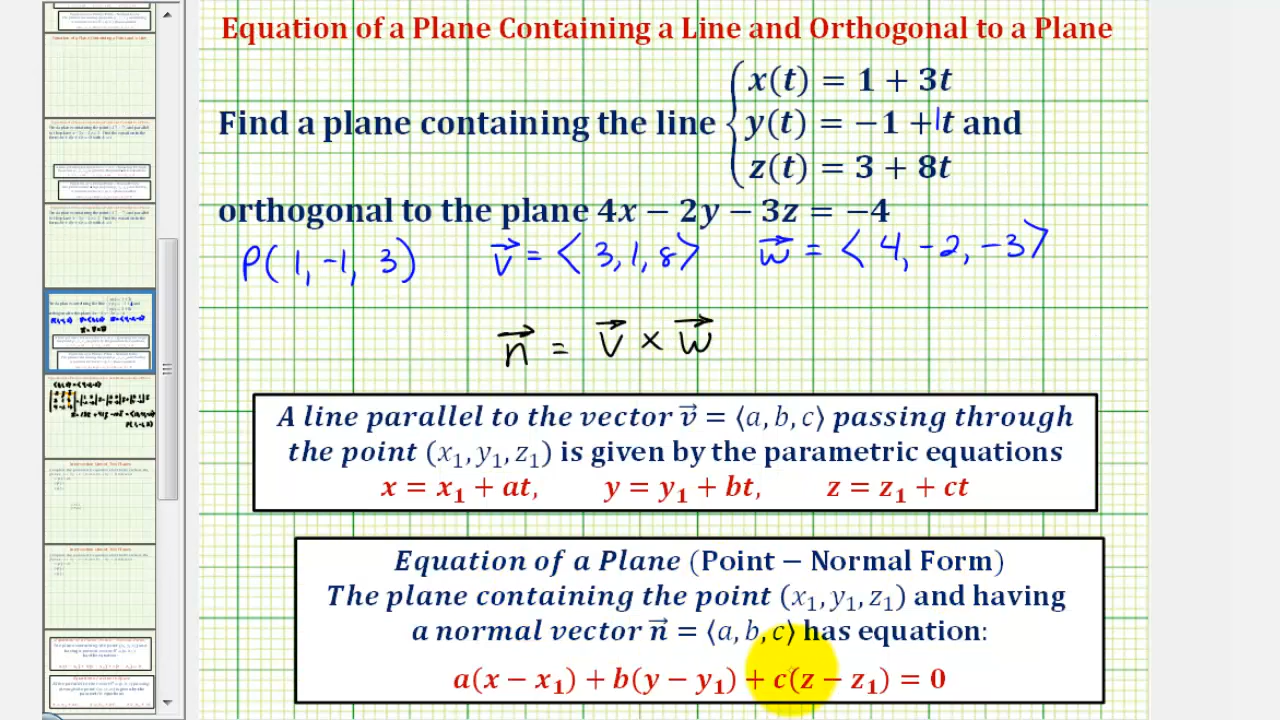 Equation of a Plane Containing a Line and Orthogonal to a Plane
x(t) = 1 + 3t
Find a plane containing the line { y(t) = −1 + 1t and
z(t) = 3 + 8t
orthogonal to the plane 4x − 2y − 3z = −4
P(1, -1, 3) v⃗ = ⟨3, 1, 8⟩ w⃗ = ⟨4, -2, -3⟩
n⃗ = v⃗ × w⃗
A line parallel to the vector v⃗ = ⟨a, b, c⟩ passing through
the point (x₁, y₁, z₁) is given by the parametric equations
x = x₁ + at, y = y₁ + bt, z = z₁ + ct
Equation of a Plane (Point − Normal Form)
The plane containing the point (x₁, y₁, z₁) and having
a normal vector n⃗ = ⟨a, b, c⟩ has equation:
a(x − x₁) + b(y − y₁) + c(z − z₁) = 0